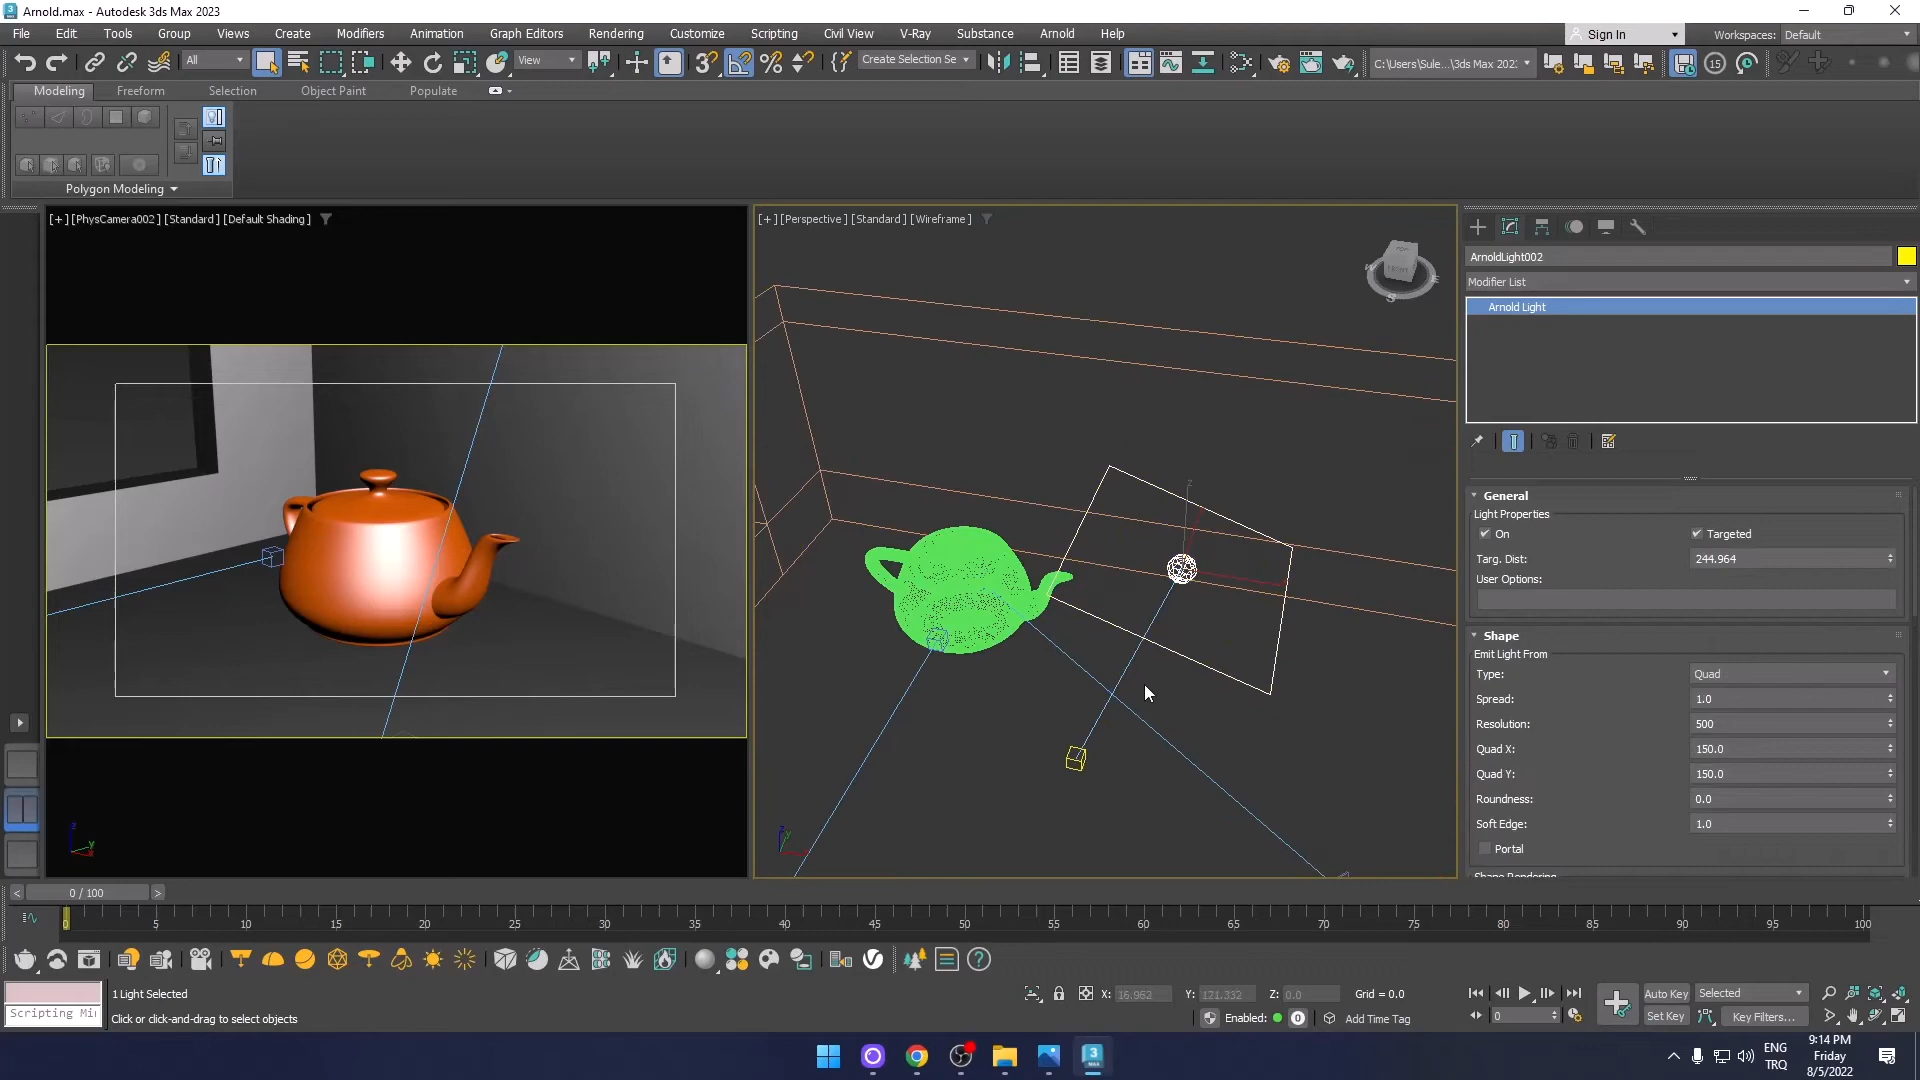 Arnold.max - Autodesk 3ds Max 2023
File Edit Tools Group Views Create Modifiers Animation Graph Editors Rendering Customize Scripting Civil View V-Ray Substance Arnold Help Sign In Workspaces: Default
All View Create Selection Se C:\Users\Sule...\3ds Max 202: 15
Modeling Freeform Selection Object Paint Populate
Polygon Modeling
[+] [PhysCamera002] [Standard] [Default Shading]
[+] [Perspective] [Standard] [Wireframe]
ArnoldLight002
Modifier List
Arnold Light
General
Light Properties
On Targeted
Targ. Dist: 244.964
User Options:
Shape
Emit Light From
Type: Quad
Spread: 1.0
Resolution: 500
Quad X: 150.0
Quad Y: 150.0
Roundness: 0.0
Soft Edge: 1.0
Portal
Shape Rendering
z
0 / 100
0 5 10 15 20 25 30 35 40 45 50 55 60 65 70 75 80 85 90 95 100
1 Light Selected X: 16.962 Y: 121.332 Z: 0.0 Grid = 0.0 Auto Key Selected
Scripting Mi Click or click-and-drag to select objects Enabled: 0 Add Time Tag 0 Set Key Key Filters...
ENG
TRQ
9:14 PM
Friday
8/5/2022